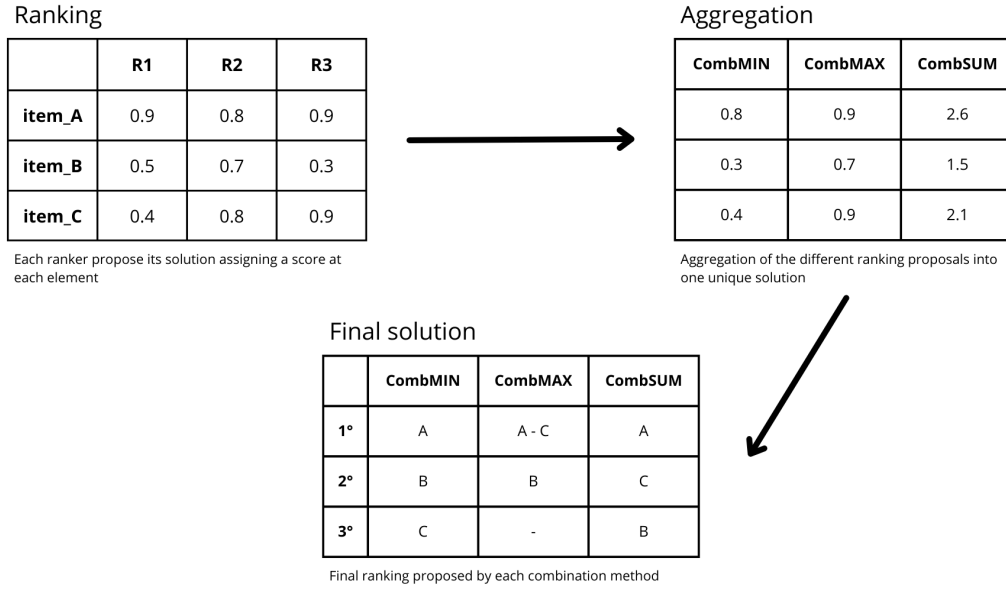 Ranking
R1 R2 R3
item_A 0.9 0.8 0.9
item_B 0.5 0.7 0.3
item_C 0.4 0.8 0.9
Each ranker propose its solution assigning a score at
each element
Aggregation
CombMIN CombMAX CombSUM
0.8 0.9 2.6
0.3 0.7 1.5
0.4 0.9 2.1
Aggregation of the different ranking proposals into
one unique solution
Final solution
CombMIN CombMAX CombSUM
1° A A - C A
2° B B C
3° C - B
Final ranking proposed by each combination method